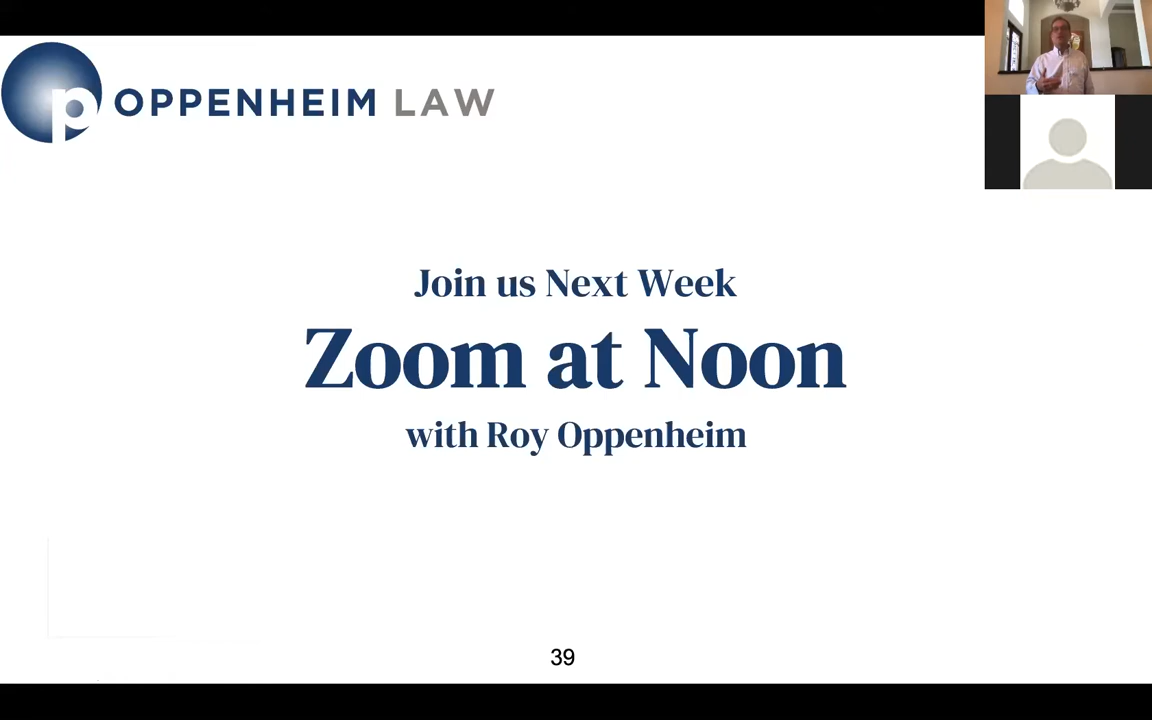 p OPPENHEIM LAW
Join us Next Week
Zoom at Noon
with Roy Oppenheim
39